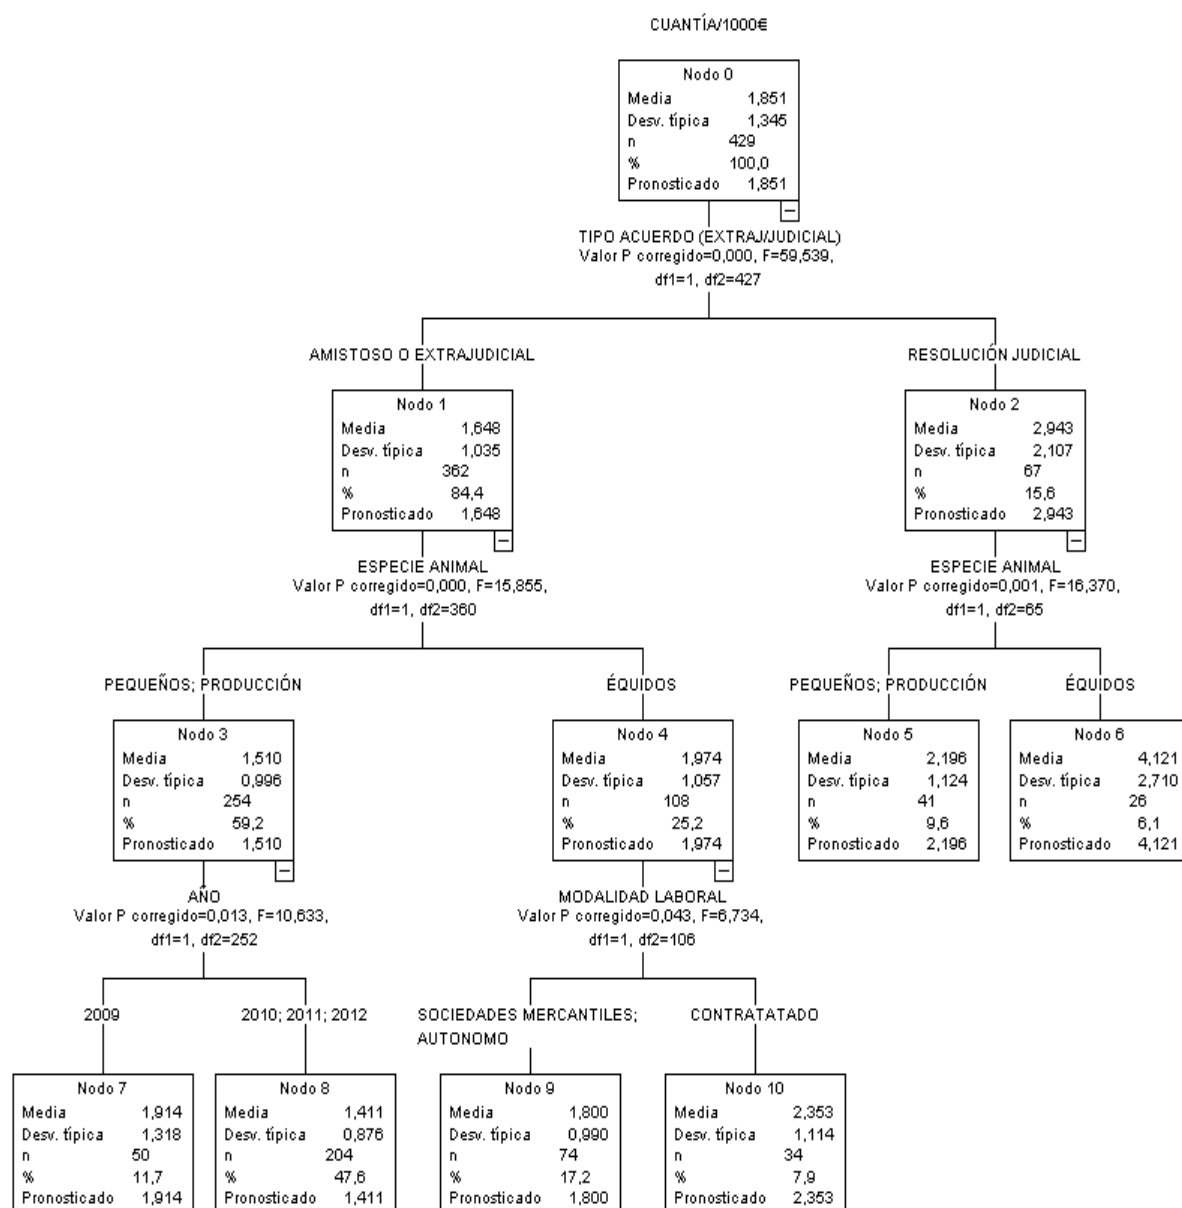 CUANTÍA/1000€
Nodo 0
Media 1,851
Desv. típica 1,345
n 429
% 100,0
Pronosticado 1,851
TIPO ACUERDO (EXTRAJ/JUDICIAL)
Valor P corregido=0,000, F=59,539,
df1=1, df2=427
AMISTOSO O EXTRAJUDICIAL
Nodo 1
Media 1,648
Desv. típica 1,035
n 362
% 84,4
Pronosticado 1,648
ESPECIE ANIMAL
Valor P corregido=0,000, F=15,855,
df1=1, df2=360
RESOLUCIÓN JUDICIAL
Nodo 2
Media 2,943
Desv. típica 2,107
n 67
% 15,6
Pronosticado 2,943
ESPECIE ANIMAL
Valor P corregido=0,001, F=16,370,
df1=1, df2=65
PEQUEÑOS; PRODUCCIÓN
Nodo 3
Media 1,510
Desv. típica 0,996
n 254
% 59,2
Pronosticado 1,510
AÑO
Valor P corregido=0,013, F=10,633,
df1=1, df2=252
ÉQUIDOS
Nodo 4
Media 1,974
Desv. típica 1,057
n 108
% 25,2
Pronosticado 1,974
MODALIDAD LABORAL
Valor P corregido=0,043, F=6,734,
df1=1, df2=106
PEQUEÑOS; PRODUCCIÓN
Nodo 5
Media 2,196
Desv. típica 1,124
n 41
% 9,6
Pronosticado 2,196
ÉQUIDOS
Nodo 6
Media 4,121
Desv. típica 2,710
n 26
% 6,1
Pronosticado 4,121
2009
Nodo 7
Media 1,914
Desv. típica 1,318
n 50
% 11,7
Pronosticado 1,914
2010; 2011; 2012
Nodo 8
Media 1,411
Desv. típica 0,876
n 204
% 47,6
Pronosticado 1,411
SOCIEDADES MERCANTILES;
AUTONOMO
Nodo 9
Media 1,800
Desv. típica 0,990
n 74
% 17,2
Pronosticado 1,800
CONTRATATADO
Nodo 10
Media 2,353
Desv. típica 1,114
n 34
% 7,9
Pronosticado 2,353